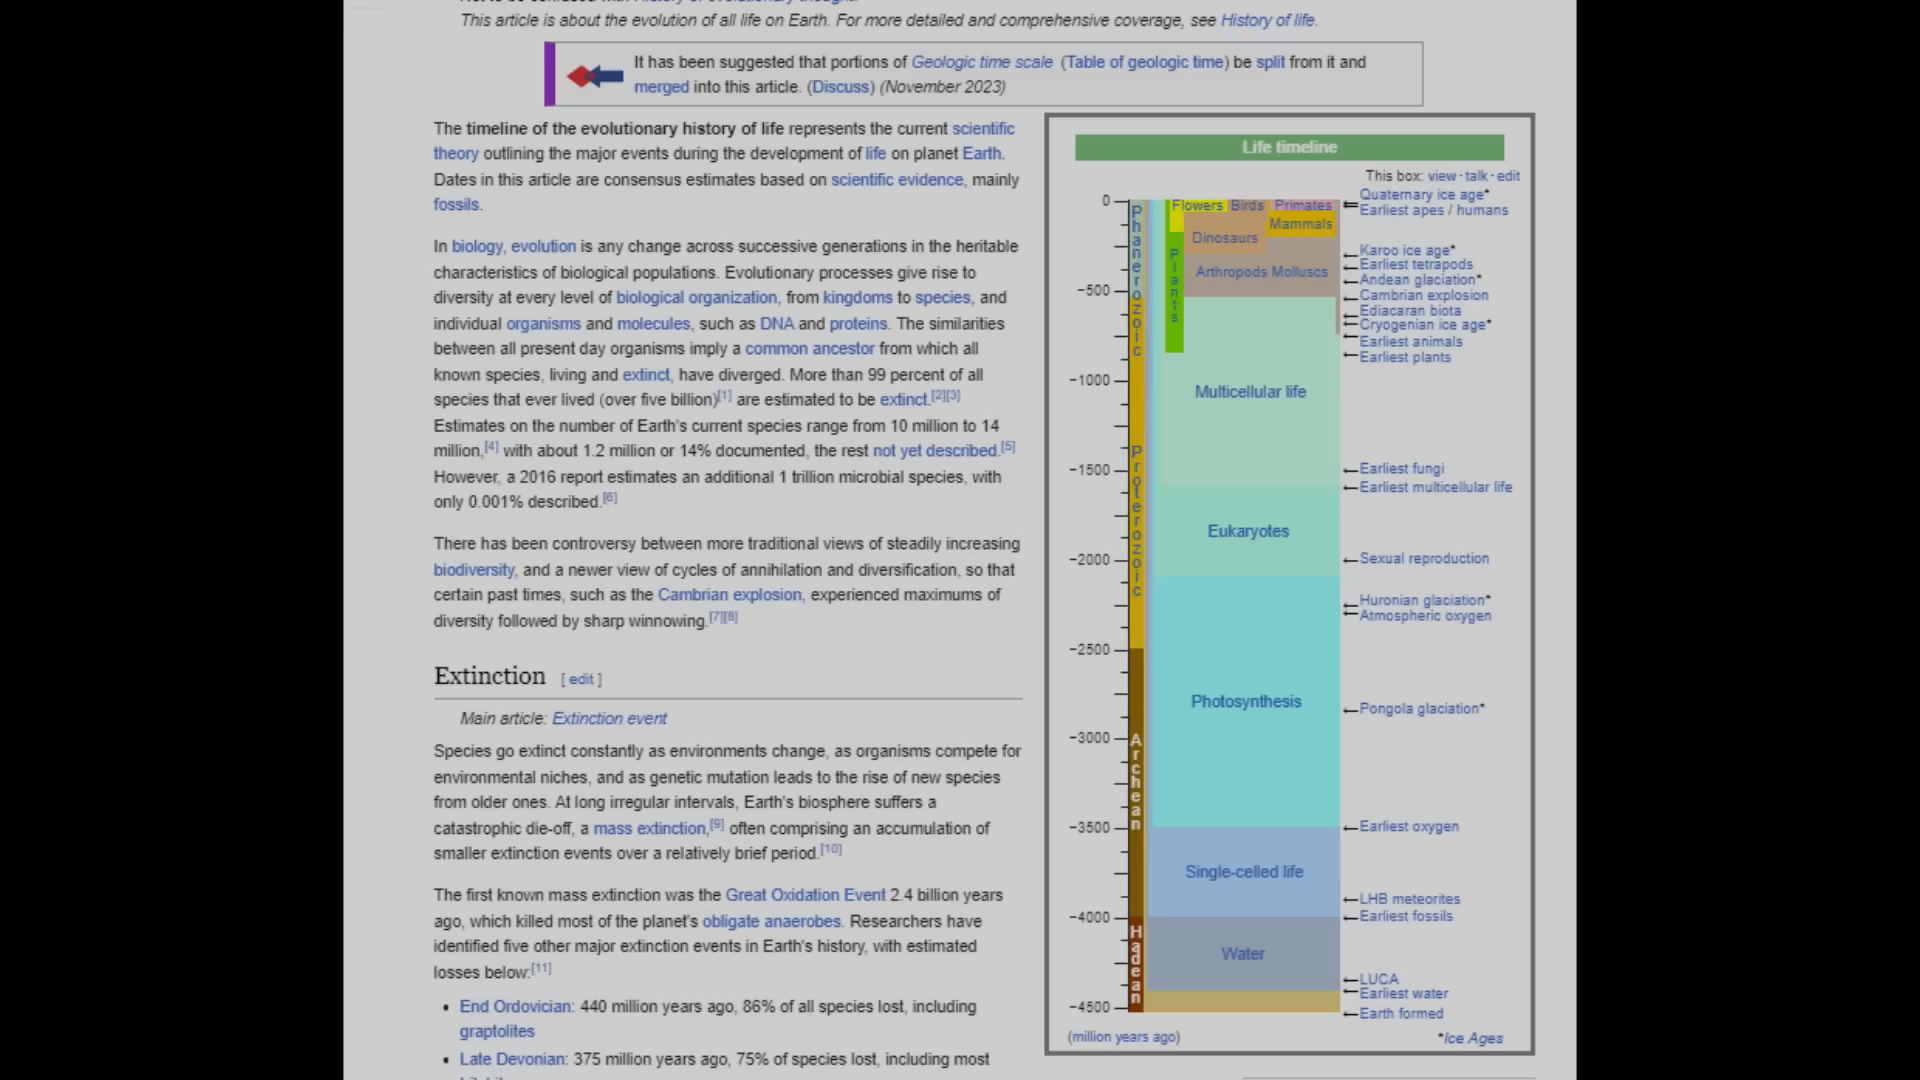 This article is about the evolution of all life on Earth. For more detailed and comprehensive coverage, see History of life.
It has been suggested that portions of Geologic time scale (Table of geologic time) be split from it and
merged into this article. (Discuss) (November 2023)
The timeline of the evolutionary history of life represents the current scientific
theory outlining the major events during the development of life on planet Earth.
Dates in this article are consensus estimates based on scientific evidence, mainly
fossils.
In biology, evolution is any change across successive generations in the heritable
characteristics of biological populations. Evolutionary processes give rise to
diversity at every level of biological organization, from kingdoms to species, and
individual organisms and molecules, such as DNA and proteins. The similarities
between all present day organisms imply a common ancestor from which all
known species, living and extinct, have diverged. More than 99 percent of all
species that ever lived (over five billion)[1] are estimated to be extinct.[2][3]
Estimates on the number of Earth's current species range from 10 million to 14
million,[4] with about 1.2 million or 14% documented, the rest not yet described.[5]
However, a 2016 report estimates an additional 1 trillion microbial species, with
only 0.001% described.[6]
There has been controversy between more traditional views of steadily increasing
biodiversity, and a newer view of cycles of annihilation and diversification, so that
certain past times, such as the Cambrian explosion, experienced maximums of
diversity followed by sharp winnowing.[7][8]
Extinction [ edit ]
Main article: Extinction event
Species go extinct constantly as environments change, as organisms compete for
environmental niches, and as genetic mutation leads to the rise of new species
from older ones. At long irregular intervals, Earth's biosphere suffers a
catastrophic die-off, a mass extinction,[9] often comprising an accumulation of
smaller extinction events over a relatively brief period.[10]
The first known mass extinction was the Great Oxidation Event 2.4 billion years
ago, which killed most of the planet's obligate anaerobes. Researchers have
identified five other major extinction events in Earth's history, with estimated
losses below:[11]
• End Ordovician: 440 million years ago, 86% of all species lost, including
graptolites
• Late Devonian: 375 million years ago, 75% of species lost, including most
Life timeline
This box: view · talk · edit
0
−500
−1000
−1500
−2000
−2500
−3000
−3500
−4000
−4500
Phanerozoic
Proterozoic
Archean
Hadean
Flowers
Birds
Primates
Mammals
Dinosaurs
Plants
Arthropods Molluscs
Multicellular life
Eukaryotes
Photosynthesis
Single-celled life
Water
Quaternary ice age*
←Earliest apes / humans
←Karoo ice age*
←Earliest tetrapods
←Andean glaciation*
←Cambrian explosion
←Ediacaran biota
←Cryogenian ice age*
←Earliest animals
←Earliest plants
←Earliest fungi
←Earliest multicellular life
←Sexual reproduction
←Huronian glaciation*
←Atmospheric oxygen
←Pongola glaciation*
←Earliest oxygen
←LHB meteorites
←Earliest fossils
←LUCA
←Earliest water
←Earth formed
(million years ago)
*Ice Ages